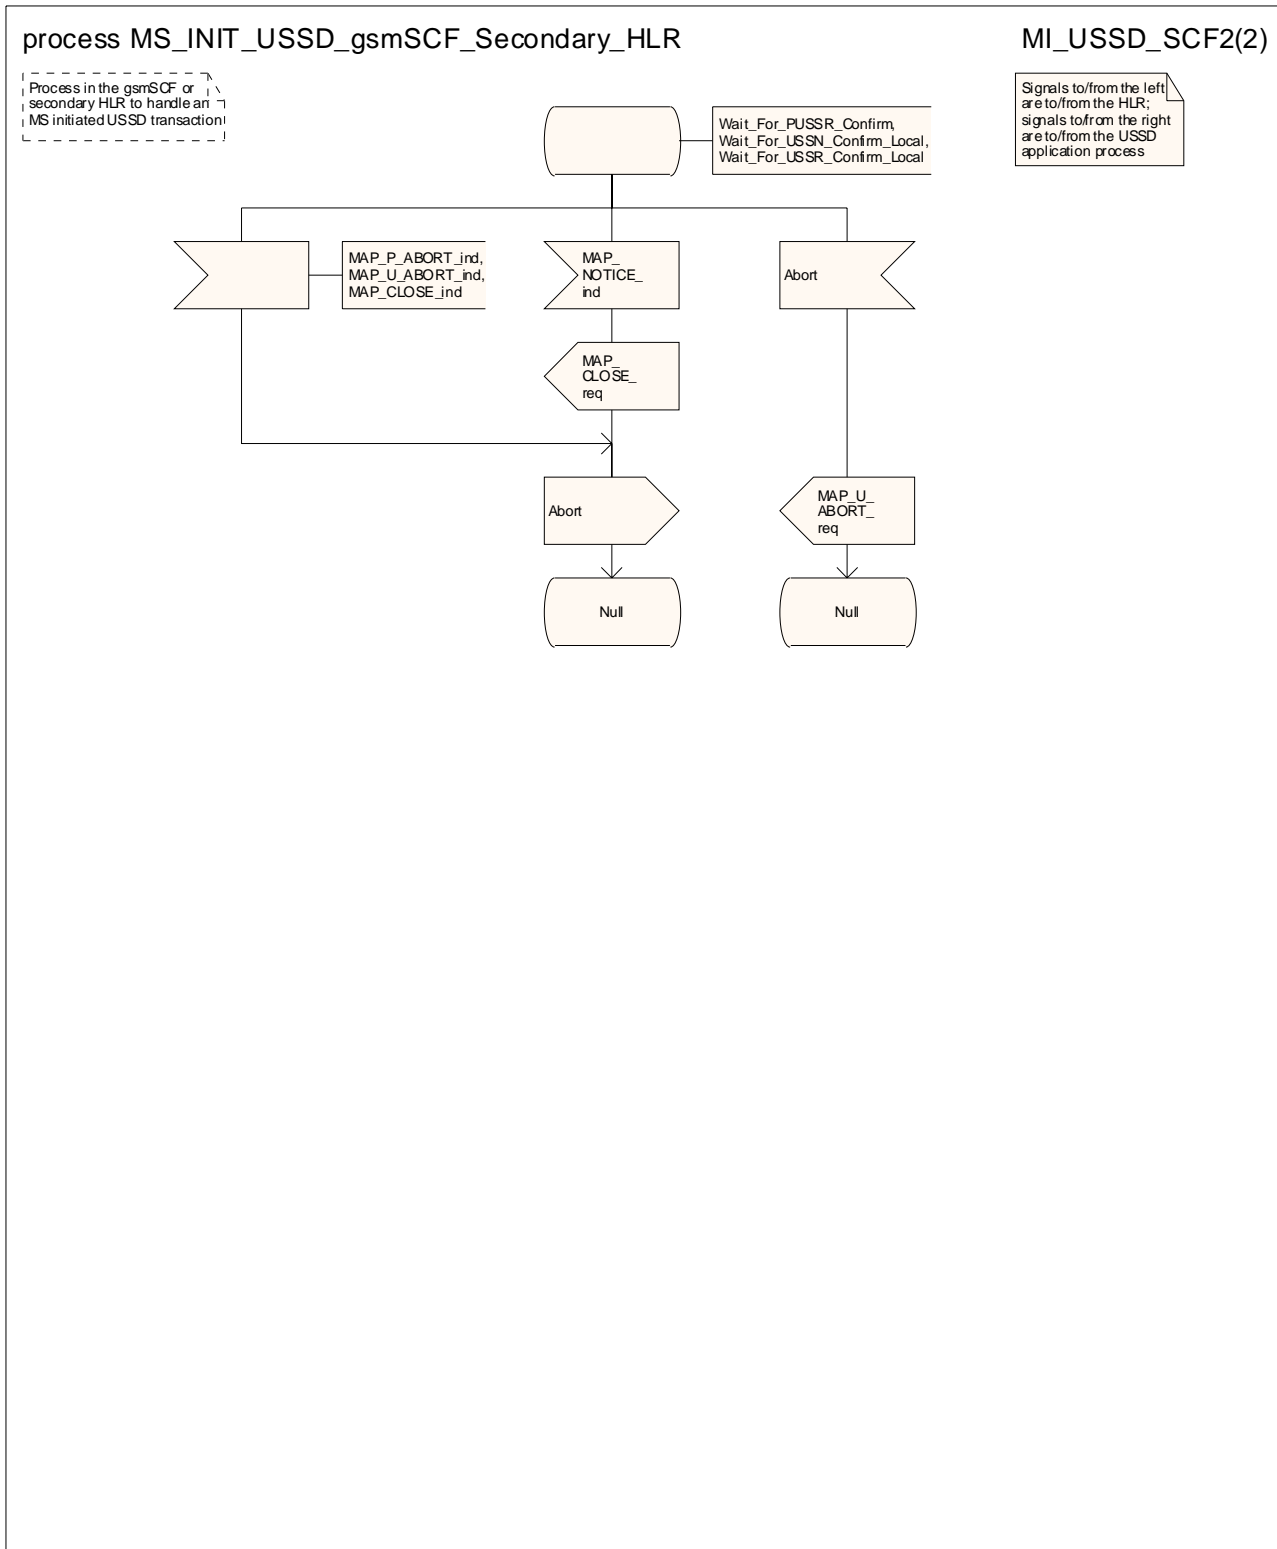 process MS_INIT_USSD_gsmSCF_Secondary_HLR
MI_USSD_SCF2(2)
Process in the gsmSCF or
secondary HLR to handle an
MS initiated USSD transaction
Signals to/from the left
are to/from the HLR;
signals to/from the right
are to/from the USSD
application process
Wait_For_PUSSR_Confirm,
Wait_For_USSN_Confirm_Local,
Wait_For_USSR_Confirm_Local
MAP_P_ABORT_ind,
MAP_U_ABORT_ind,
MAP_CLOSE_ind
MAP_
NOTICE_
ind
Abort
MAP_
CLOSE_
req
Abort
MAP_U_
ABORT_
req
Null
Null